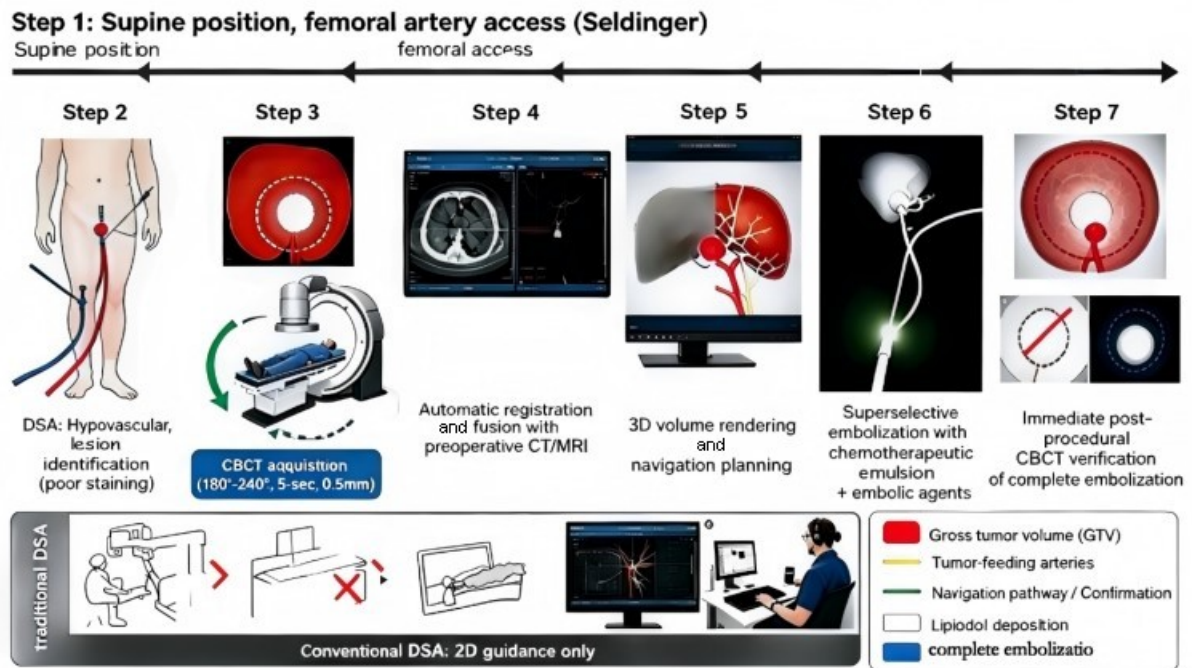 Step 1: Supine position, femoral artery access (Seldinger)
Supine position
femoral access
Step 2
Step 3
Step 4
Step 5
Step 6
Step 7
DSA: Hypovascular,
lesion
identification
(poor staining)
CBCT aqquisition
(180°-240°, 5-sec, 0.5mm)
Automatic registration
and fusion with
preoperative CT/MRI
3D volume rendering
and
navigation planning
Superselective
embolization with
chemotherapeutic
emulsion
+ embolic agents
Immediate post-
procedural
CBCT verification
of complete embolization
traditional DSA
Conventional DSA: 2D guidance only
Gross tumor volume (GTV)
Tumor-feeding arteries
Navigation pathway / Confirmation
Lipiodol deposition
complete embolizatio